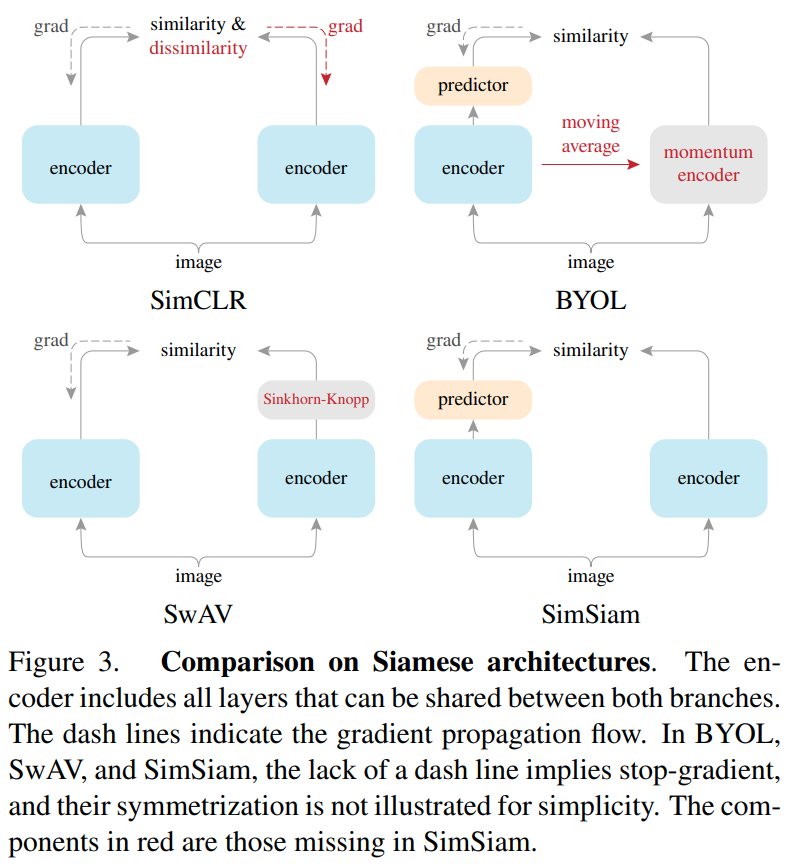 grad
similarity &
dissimilarity
grad
encoder
encoder
image
SimCLR
grad
similarity
predictor
encoder
moving
average
momentum
encoder
image
BYOL
grad
similarity
Sinkhorn-Knopp
encoder
encoder
image
SwAV
grad
similarity
predictor
encoder
encoder
image
SimSiam
Figure 3. Comparison on Siamese architectures. The en-
coder includes all layers that can be shared between both branches.
The dash lines indicate the gradient propagation flow. In BYOL,
SwAV, and SimSiam, the lack of a dash line implies stop-gradient,
and their symmetrization is not illustrated for simplicity. The com-
ponents in red are those missing in SimSiam.